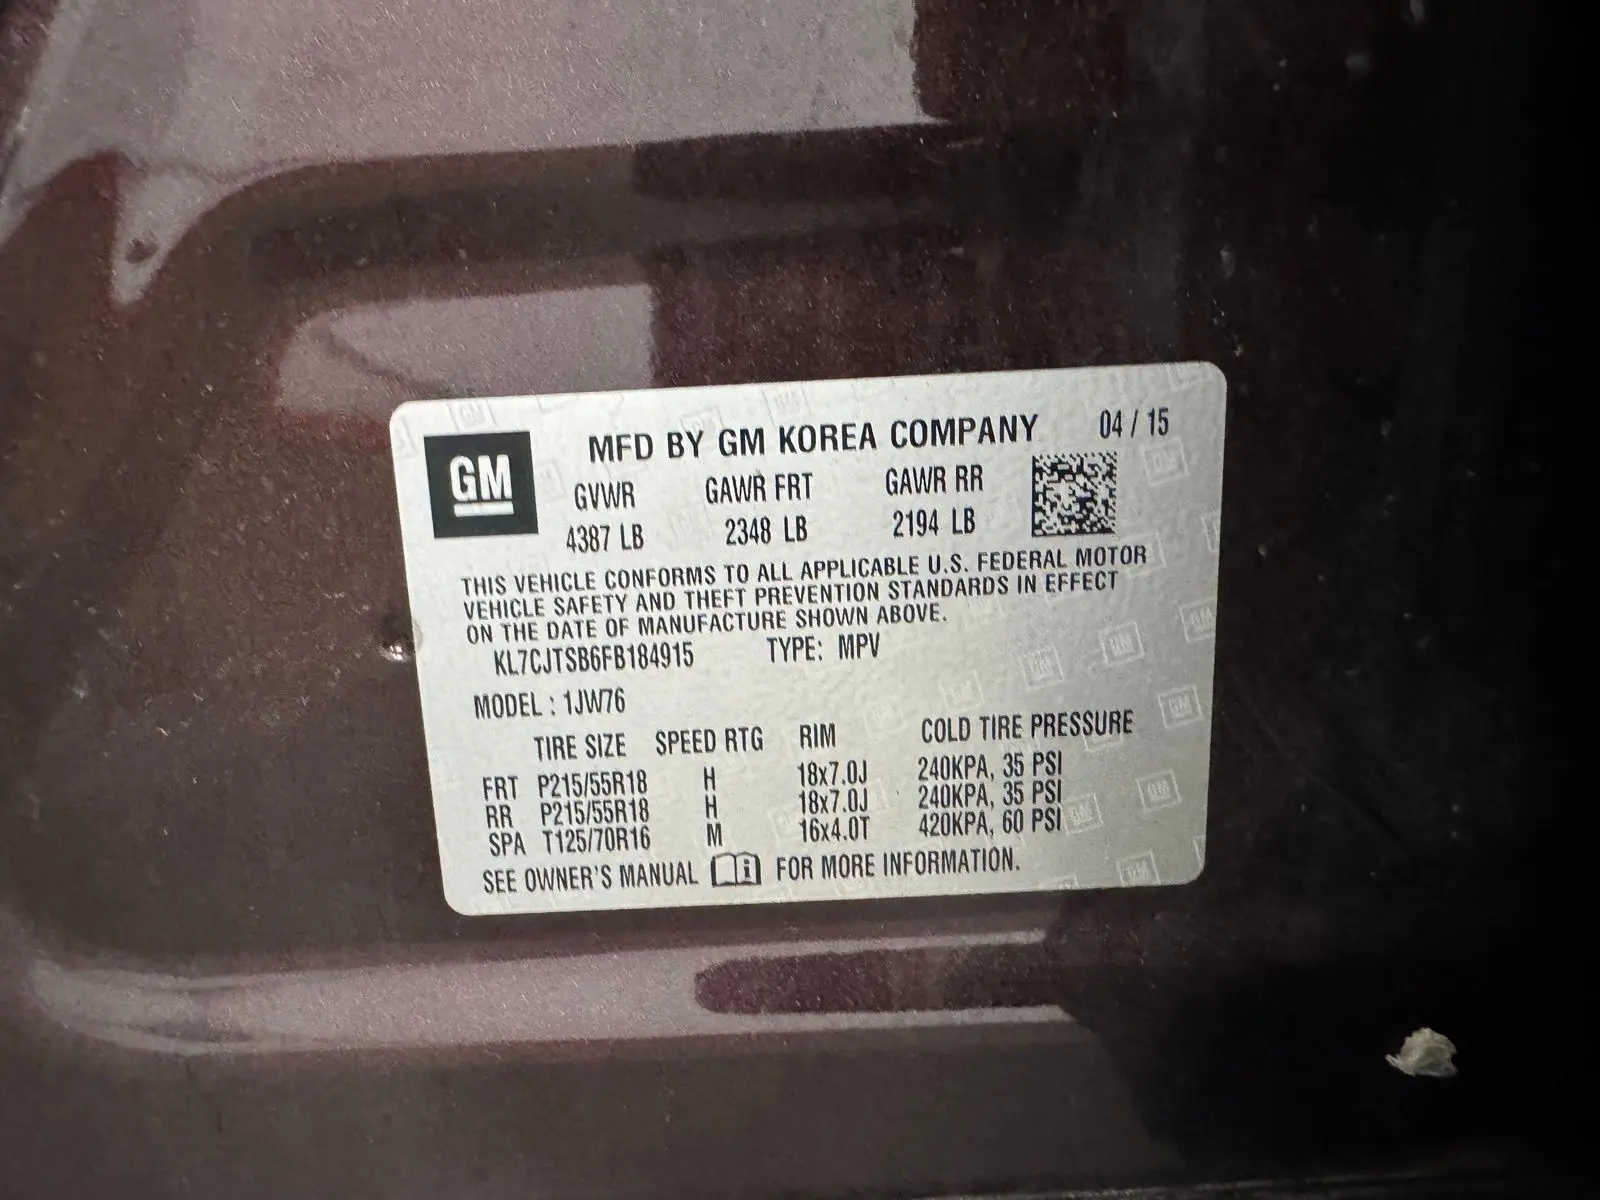 GM
MFD BY GM KOREA COMPANY 04 / 15
GVWR GAWR FRT GAWR RR
4387 LB 2348 LB 2194 LB
THIS VEHICLE CONFORMS TO ALL APPLICABLE U.S. FEDERAL MOTOR
VEHICLE SAFETY AND THEFT PREVENTION STANDARDS IN EFFECT
ON THE DATE OF MANUFACTURE SHOWN ABOVE.
KL7CJTSB6FB184915 TYPE: MPV
MODEL : 1JW76
TIRE SIZE SPEED RTG RIM COLD TIRE PRESSURE
FRT P215/55R18 H 18x7.0J 240KPA, 35 PSI
RR P215/55R18 H 18x7.0J 240KPA, 35 PSI
SPA T125/70R16 M 16x4.0T 420KPA, 60 PSI
SEE OWNER'S MANUAL FOR MORE INFORMATION.